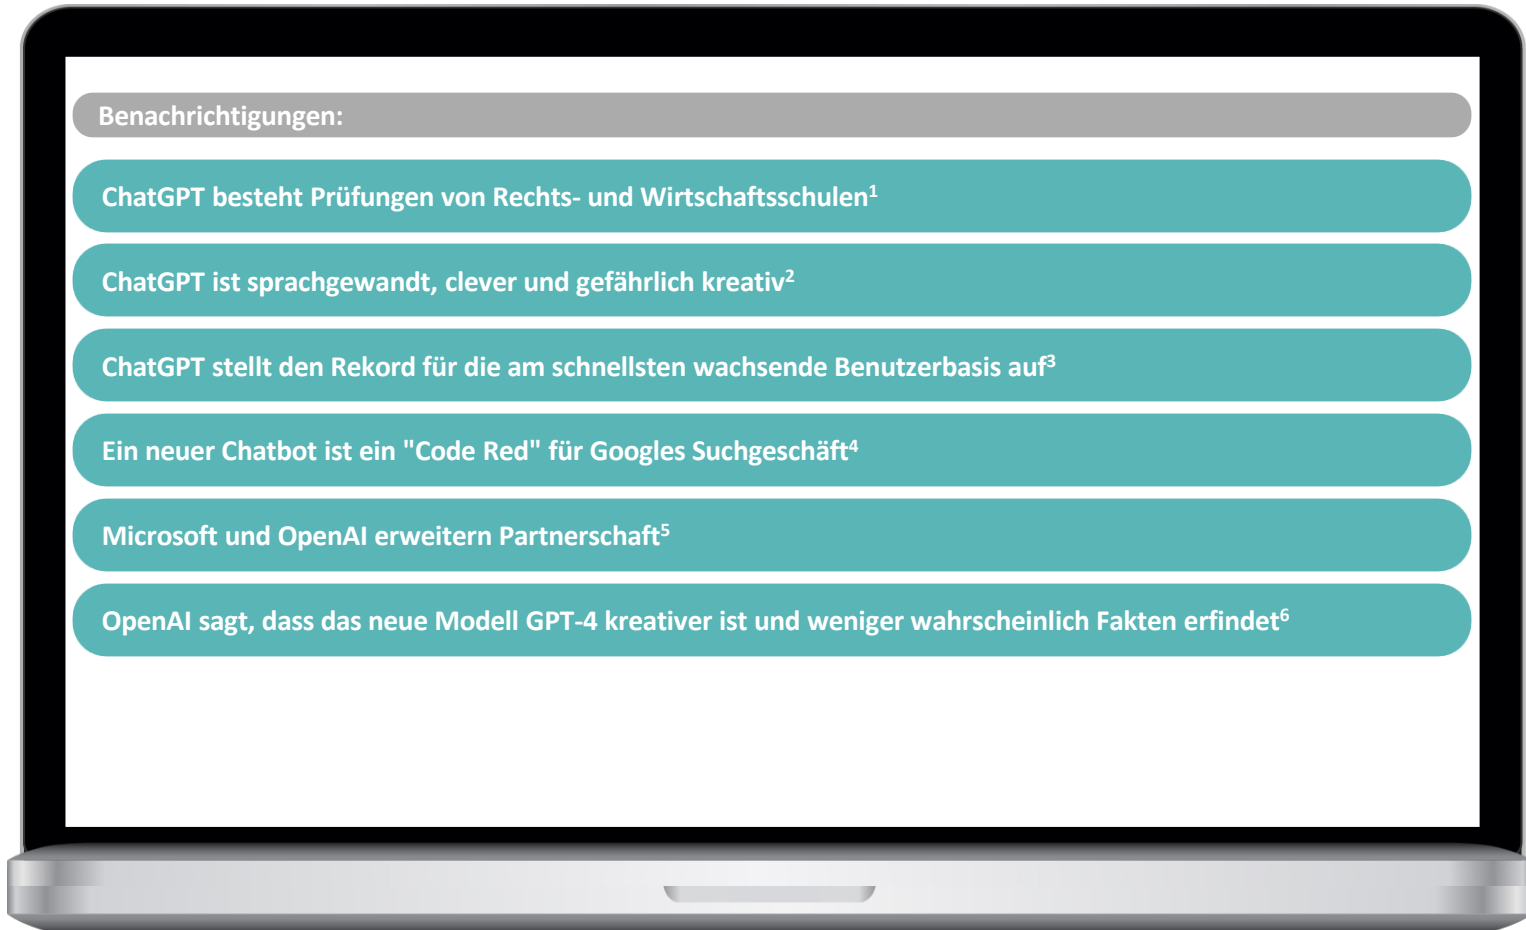 Benachrichtigungen:
ChatGPT besteht Prüfungen von Rechts- und Wirtschaftsschulen¹
ChatGPT ist sprachgewandt, clever und gefährlich kreativ²
ChatGPT stellt den Rekord für die am schnellsten wachsende Benutzerbasis auf³
Ein neuer Chatbot ist ein "Code Red" für Googles Suchgeschäft⁴
Microsoft und OpenAI erweitern Partnerschaft⁵
OpenAI sagt, dass das neue Modell GPT-4 kreativer ist und weniger wahrscheinlich Fakten erfindet⁶